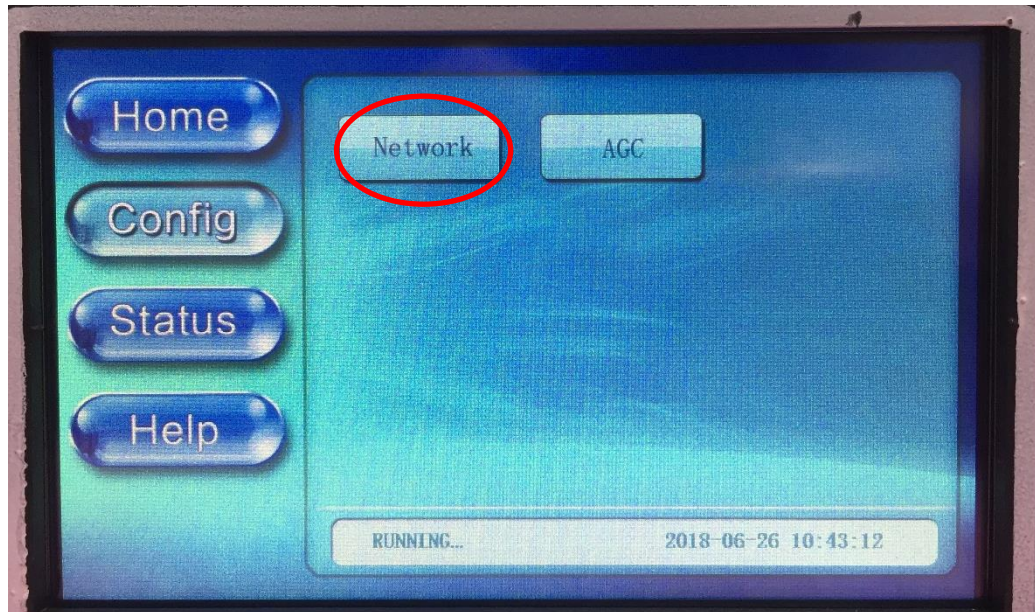 Home
Network AGC
Config
Status
Help
RUNNING... 2018-06-26 10:43:12